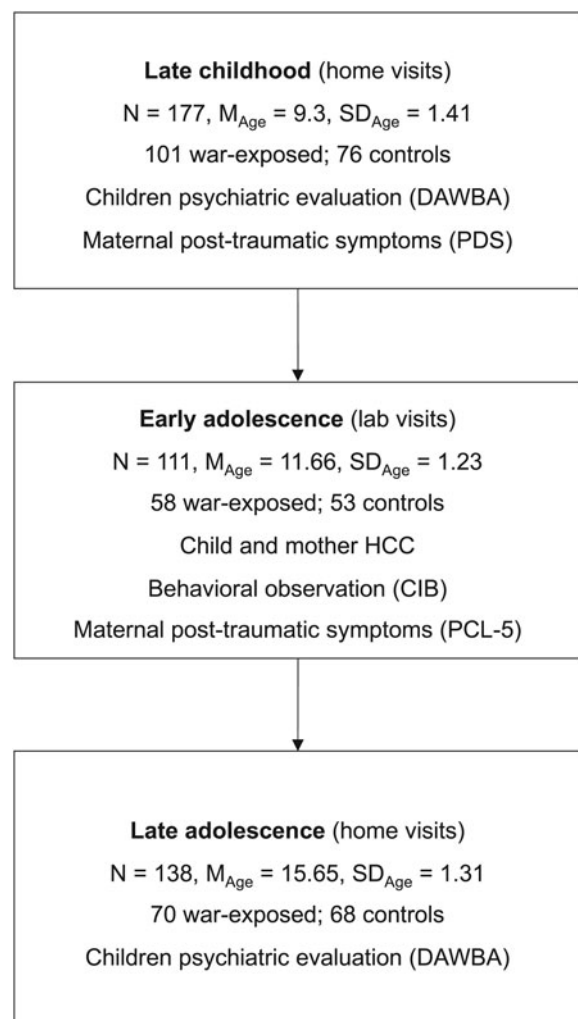 Late childhood (home visits)
N = 177, MAge = 9.3, SDAge = 1.41
101 war-exposed; 76 controls
Children psychiatric evaluation (DAWBA)
Maternal post-traumatic symptoms (PDS)
Early adolescence (lab visits)
N = 111, MAge = 11.66, SDAge = 1.23
58 war-exposed; 53 controls
Child and mother HCC
Behavioral observation (CIB)
Maternal post-traumatic symptoms (PCL-5)
Late adolescence (home visits)
N = 138, MAge = 15.65, SDAge = 1.31
70 war-exposed; 68 controls
Children psychiatric evaluation (DAWBA)